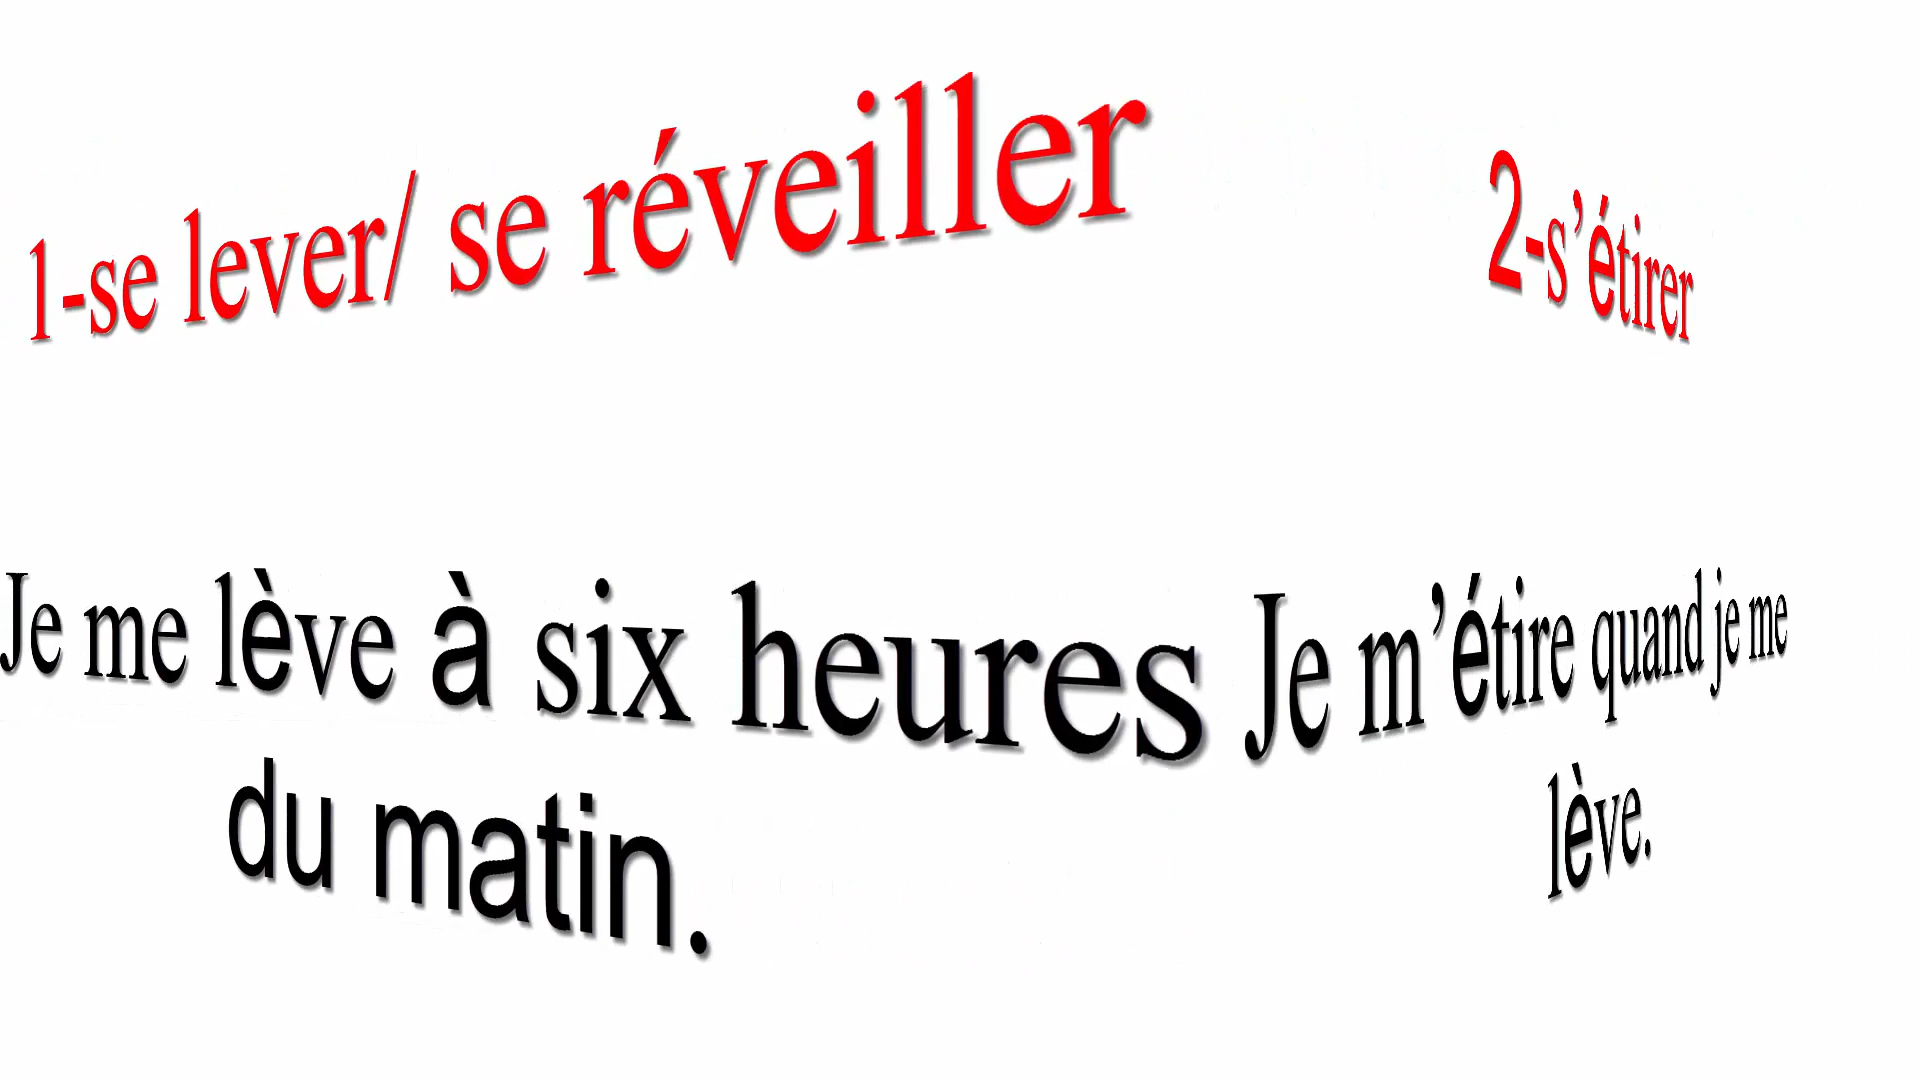 1-se lever/ se réveiller
Je me lève à six heures
du matin.
2-s’étirer
Je m’étire quand je me
lève.